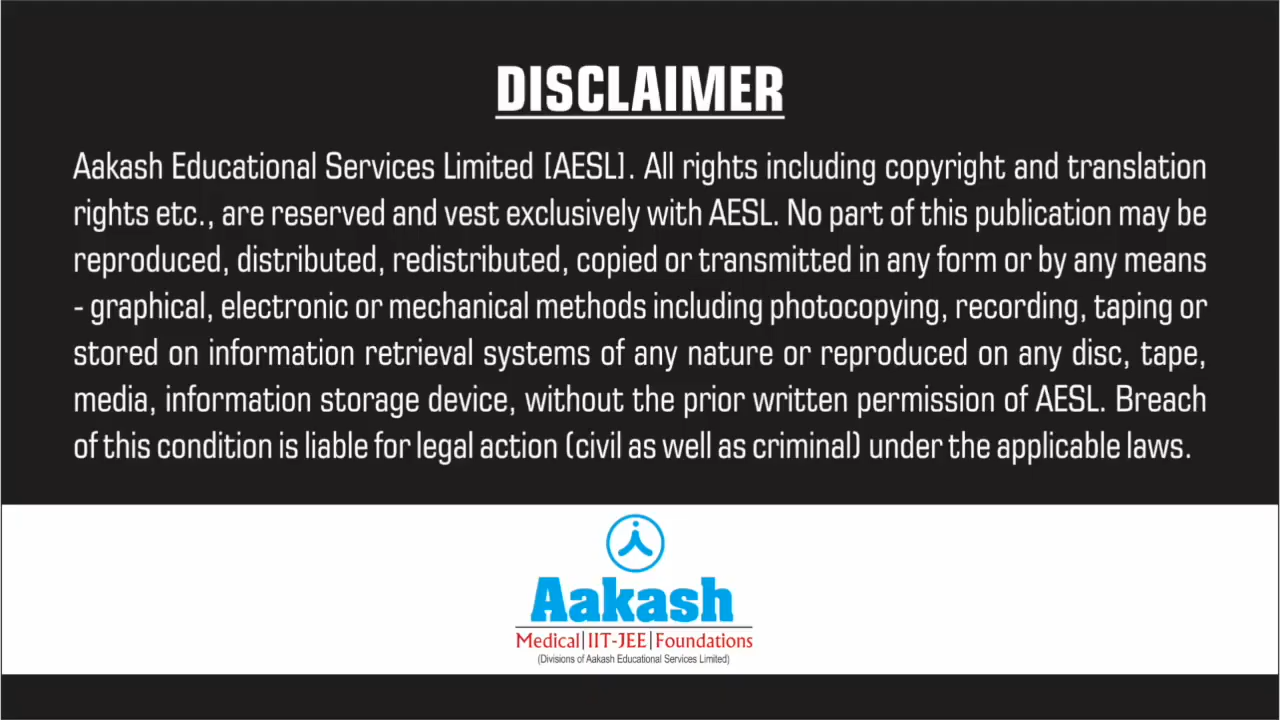 DISCLAIMER
Aakash Educational Services Limited [AESL]. All rights including copyright and translation
rights etc., are reserved and vest exclusively with AESL. No part of this publication may be
reproduced, distributed, redistributed, copied or transmitted in any form or by any means
- graphical, electronic or mechanical methods including photocopying, recording, taping or
stored on information retrieval systems of any nature or reproduced on any disc, tape,
media, information storage device, without the prior written permission of AESL. Breach
of this condition is liable for legal action (civil as well as criminal) under the applicable laws.
Aakash
Medical|IIT-JEE|Foundations
(Divisions of Aakash Educational Services Limited)